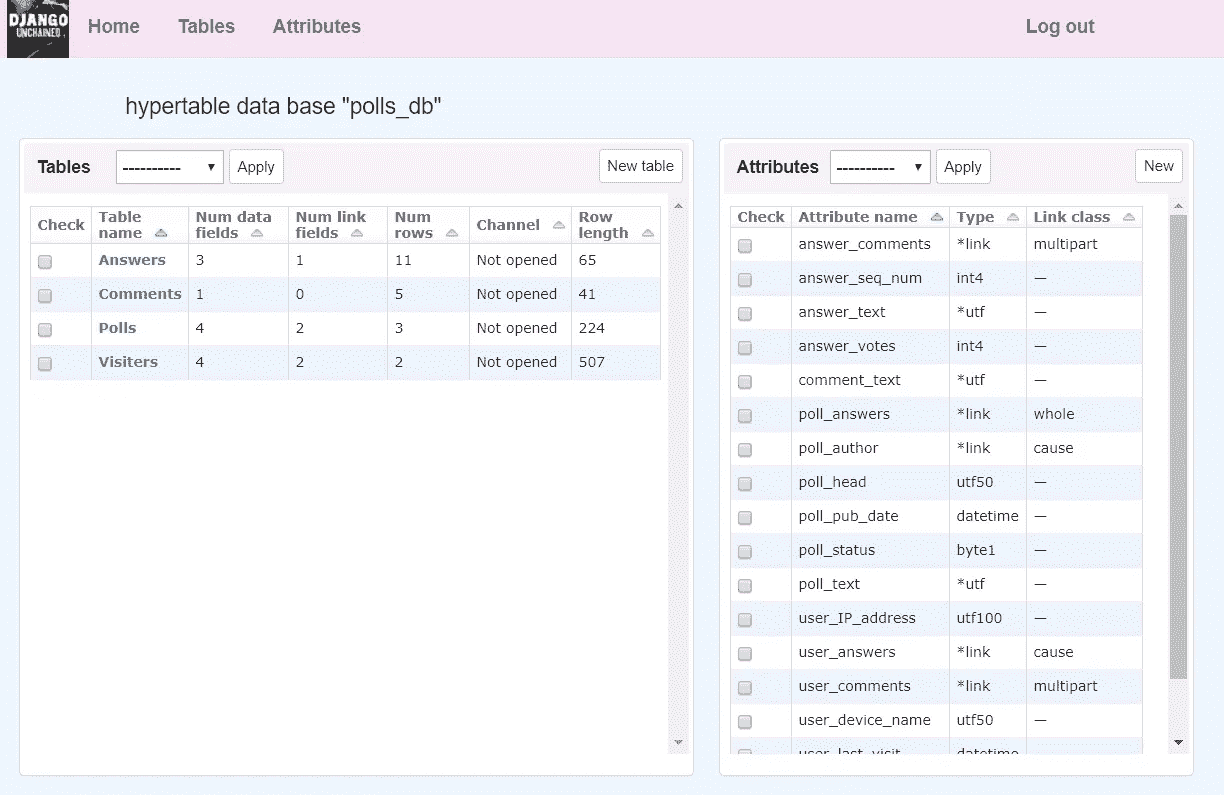 DJANGO
UNCHAINED
Home Tables Attributes Log out
hypertable data base "polls_db"
Tables ---------- Apply New table
Check Table name Num data fields Num link fields Num rows Channel Row length
Answers 3 1 11 Not opened 65
Comments 1 0 5 Not opened 41
Polls 4 2 3 Not opened 224
Visiters 4 2 2 Not opened 507
Attributes ---------- Apply New
Check Attribute name Type Link class
answer_comments *link multipart
answer_seq_num int4 —
answer_text *utf —
answer_votes int4 —
comment_text *utf —
poll_answers *link whole
poll_author *link cause
poll_head utf50 —
poll_pub_date datetime —
poll_status byte1 —
poll_text *utf —
user_IP_address utf100 —
user_answers *link cause
user_comments *link multipart
user_device_name utf50 —
user_last_visit datetime —